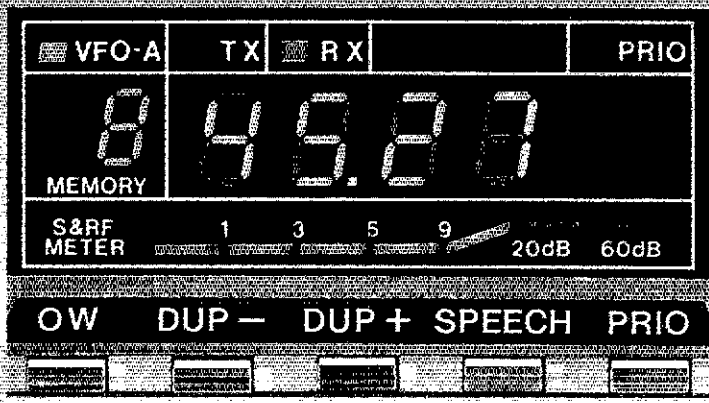 VFO-A TX RX PRIO
8 45.27
MEMORY
S&RF METER 1 3 5 9 20dB 60dB
OW DUP− DUP+ SPEECH PRIO